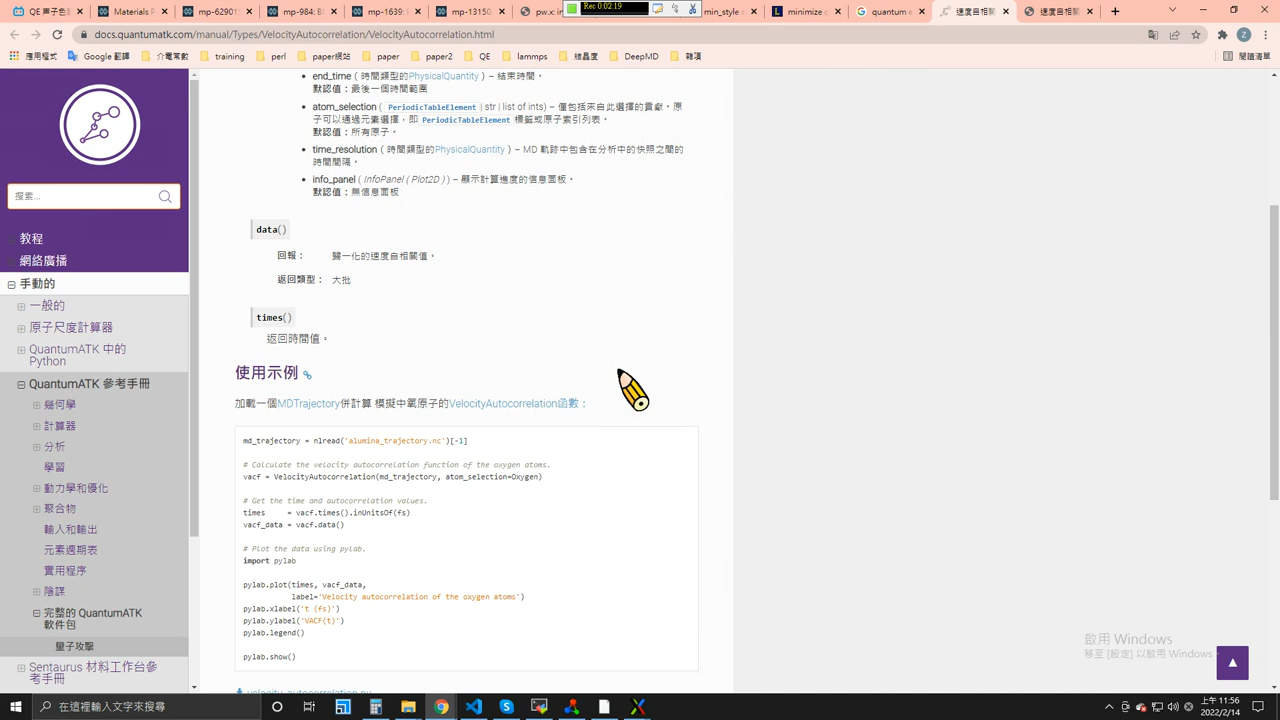 Rec 0:02:19
QE 聲子色
Materials
mp-6290
mp-984
1639
mp-13150
pw.x: in
min_style
minimize
quantum
速度自相
docs.quantumatk.com/manual/Types/VelocityAutocorrelation/VelocityAutocorrelation.html
應用程式
Google 翻譯
介電常數
training
perl
paper網站
paper
paper2
QE
lammps
結晶度
DeepMD
雜項
閱讀清單
搜索...
教程
網絡廣播
手動的
一般的
原子尺度計算器
QuantumATK 中的
Python
QuantumATK 參考手冊
幾何學
計算器
分析
學習
動力學和優化
聚合物
輸入和輸出
元素週期表
實用程序
陰謀
完整的 QuantumATK
軟件包
量子攻擊
Sentaurus 材料工作台參
考手冊
end_time ( 時間類型的PhysicalQuantity ) – 結束時間。
默認值：最後一個時間範圍
atom_selection ( PeriodicTableElement | str | list of ints) – 僅包括來自此選擇的貢獻。原
子可以通過元素選擇，即 PeriodicTableElement 標籤或原子索引列表。
默認值：所有原子。
time_resolution ( 時間類型的PhysicalQuantity ) – MD 軌跡中包含在分析中的快照之間的
時間間隔。
info_panel ( InfoPanel ( Plot2D ) ) – 顯示計算進度的信息面板。
默認值：無信息面板
data()
回報： 歸一化的速度自相關值。
返回類型： 大批
times()
返回時間值。
使用示例
加載一個MDTrajectory併計算 模擬中氧原子的VelocityAutocorrelation函數：
md_trajectory = nlread('alumina_trajectory.nc')[-1]
# Calculate the velocity autocorrelation function of the oxygen atoms.
vacf = VelocityAutocorrelation(md_trajectory, atom_selection=Oxygen)
# Get the time and autocorrelation values.
times = vacf.times().inUnitsOf(fs)
vacf_data = vacf.data()
# Plot the data using pylab.
import pylab
pylab.plot(times, vacf_data,
label='Velocity autocorrelation of the oxygen atoms')
pylab.xlabel('t (fs)')
pylab.ylabel('VACF(t)')
pylab.legend()
pylab.show()
velocity_autocorrelation.py
啟用 Windows
移至 [設定] 以啟用 Windows。
在這裡輸入文字來搜尋
上午 11:56
2022/2/14